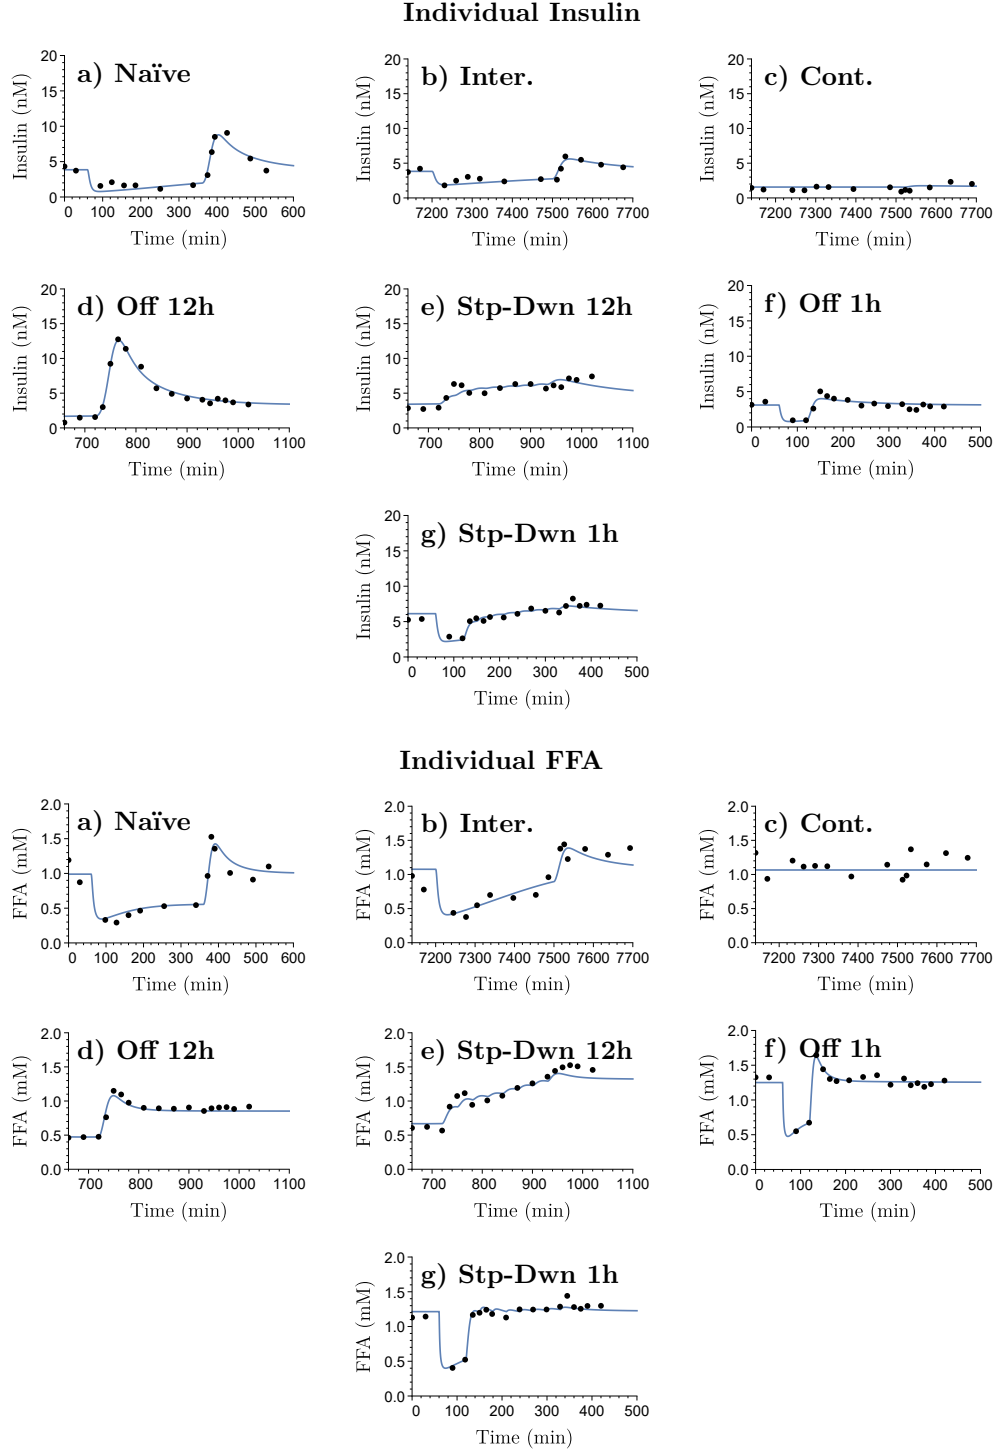 Individual Insulin
a) Naïve
b) Inter.
c) Cont.
Insulin (nM)
20
15
10
5
0
0 100 200 300 400 500 600
Time (min)
Insulin (nM)
20
15
10
5
0
7200 7300 7400 7500 7600 7700
Time (min)
Insulin (nM)
20
15
10
5
0
7200 7300 7400 7500 7600 7700
Time (min)
d) Off 12h
e) Stp-Dwn 12h
f) Off 1h
Insulin (nM)
20
15
10
5
0
700 800 900 1000 1100
Time (min)
Insulin (nM)
20
15
10
5
0
700 800 900 1000 1100
Time (min)
Insulin (nM)
20
15
10
5
0
0 100 200 300 400 500
Time (min)
g) Stp-Dwn 1h
Insulin (nM)
20
15
10
5
0
0 100 200 300 400 500
Time (min)
Individual FFA
a) Naïve
b) Inter.
c) Cont.
FFA (mM)
2.0
1.5
1.0
0.5
0.0
0 100 200 300 400 500 600
Time (min)
FFA (mM)
2.0
1.5
1.0
0.5
0.0
7200 7300 7400 7500 7600 7700
Time (min)
FFA (mM)
2.0
1.5
1.0
0.5
0.0
7200 7300 7400 7500 7600 7700
Time (min)
d) Off 12h
e) Stp-Dwn 12h
f) Off 1h
FFA (mM)
2.0
1.5
1.0
0.5
0.0
700 800 900 1000 1100
Time (min)
FFA (mM)
2.0
1.5
1.0
0.5
0.0
700 800 900 1000 1100
Time (min)
FFA (mM)
2.0
1.5
1.0
0.5
0.0
0 100 200 300 400 500
Time (min)
g) Stp-Dwn 1h
FFA (mM)
2.0
1.5
1.0
0.5
0.0
0 100 200 300 400 500
Time (min)